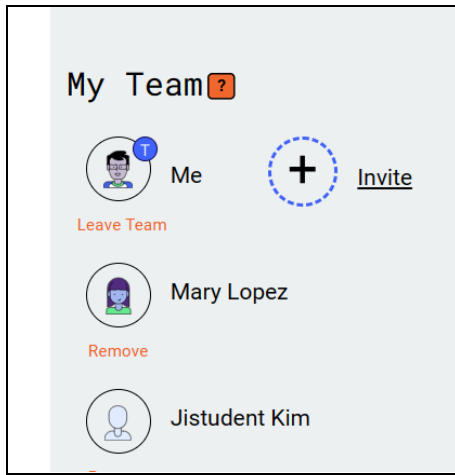 My Team ?
T
Me
Invite
Leave Team
Mary Lopez
Remove
Jistudent Kim